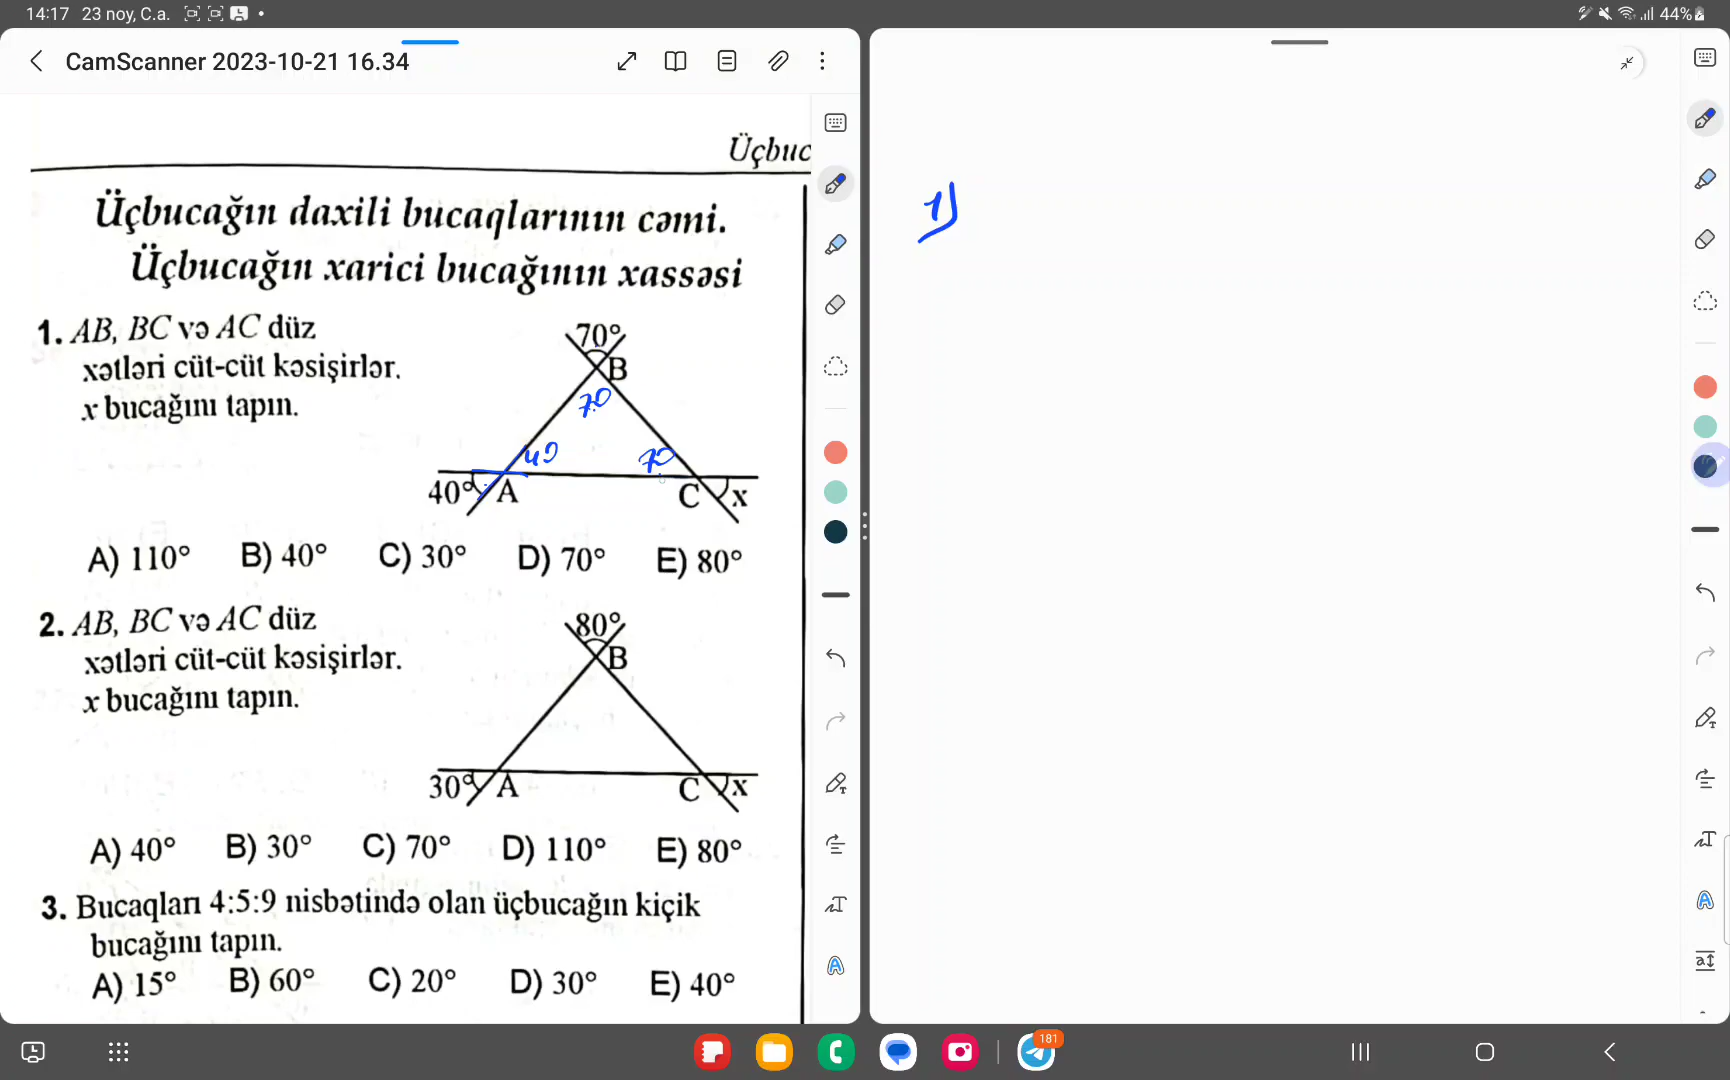 14:17 23 noy, C.a.
44%
CamScanner 2023-10-21 16.34
Üçbuc
Üçbucağın daxili bucaqlarının cəmi.
Üçbucağın xarici bucağının xassəsi
1. AB, BC və AC düz
xətləri cüt-cüt kəsişirlər.
x bucağını tapın.
70°
B
70
40
70
40° A
C x
A) 110° B) 40° C) 30° D) 70° E) 80°
2. AB, BC və AC düz
xətləri cüt-cüt kəsişirlər.
x bucağını tapın.
80°
B
30° A
C x
A) 40° B) 30° C) 70° D) 110° E) 80°
3. Bucaqları 4:5:9 nisbətində olan üçbucağın kiçik
bucağını tapın.
A) 15° B) 60° C) 20° D) 30° E) 40°
1)
181